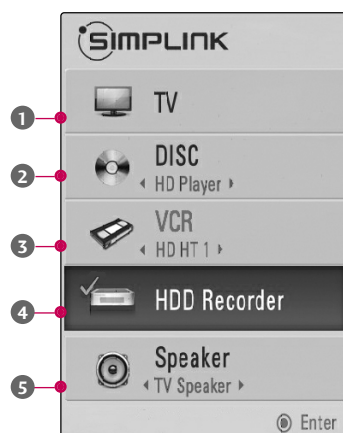 SIMPLINK
1 TV
2 DISC
HD Player
3 VCR
HD HT 1
4 HDD Recorder
5 Speaker
TV Speaker
Enter